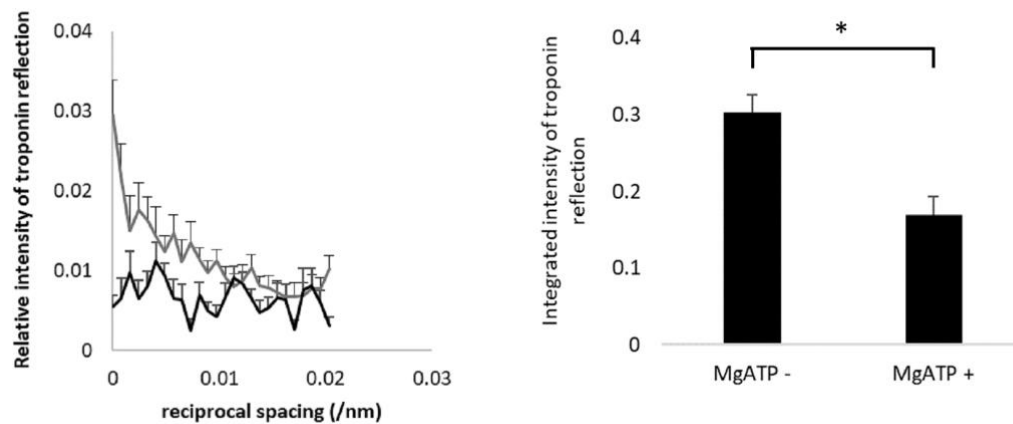 Relative intensity of troponin reflection
0.04
0.03
0.02
0.01
0
0
0.01
0.02
0.03
reciprocal spacing (/nm)
Integrated intensity of troponin
reflection
0.4
0.3
0.2
0.1
0
*
MgATP -
MgATP +